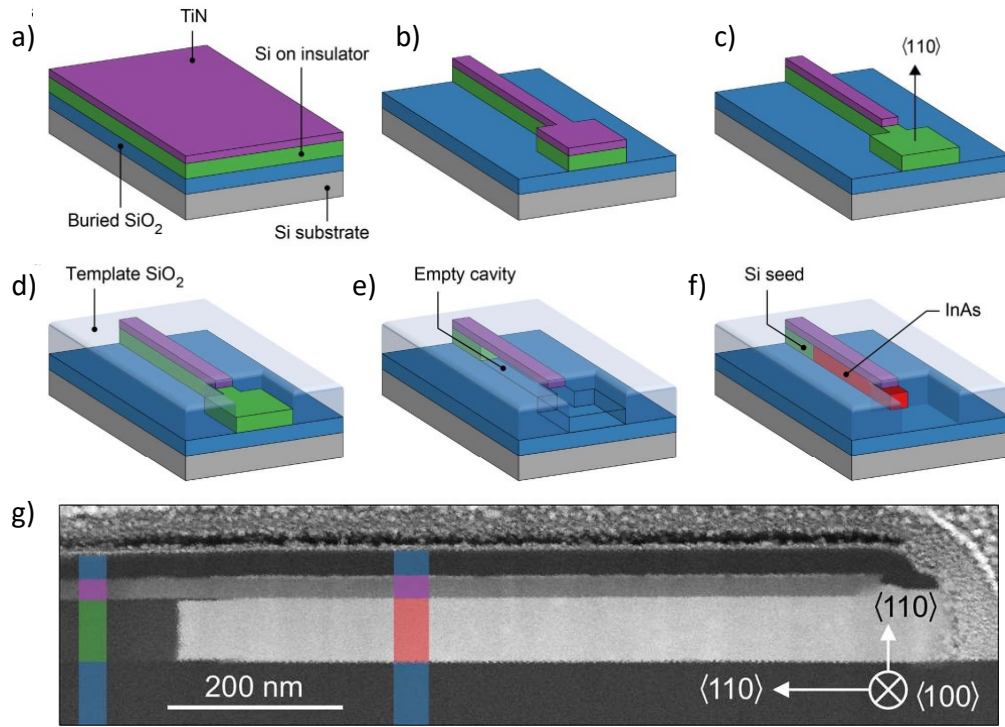 a)
TiN
Si on insulator
Buried SiO2
Si substrate
b)
c)
⟨110⟩
d)
Template SiO2
e)
Empty cavity
f)
Si seed
InAs
g)
200 nm
⟨110⟩
⟨110⟩
⟨100⟩